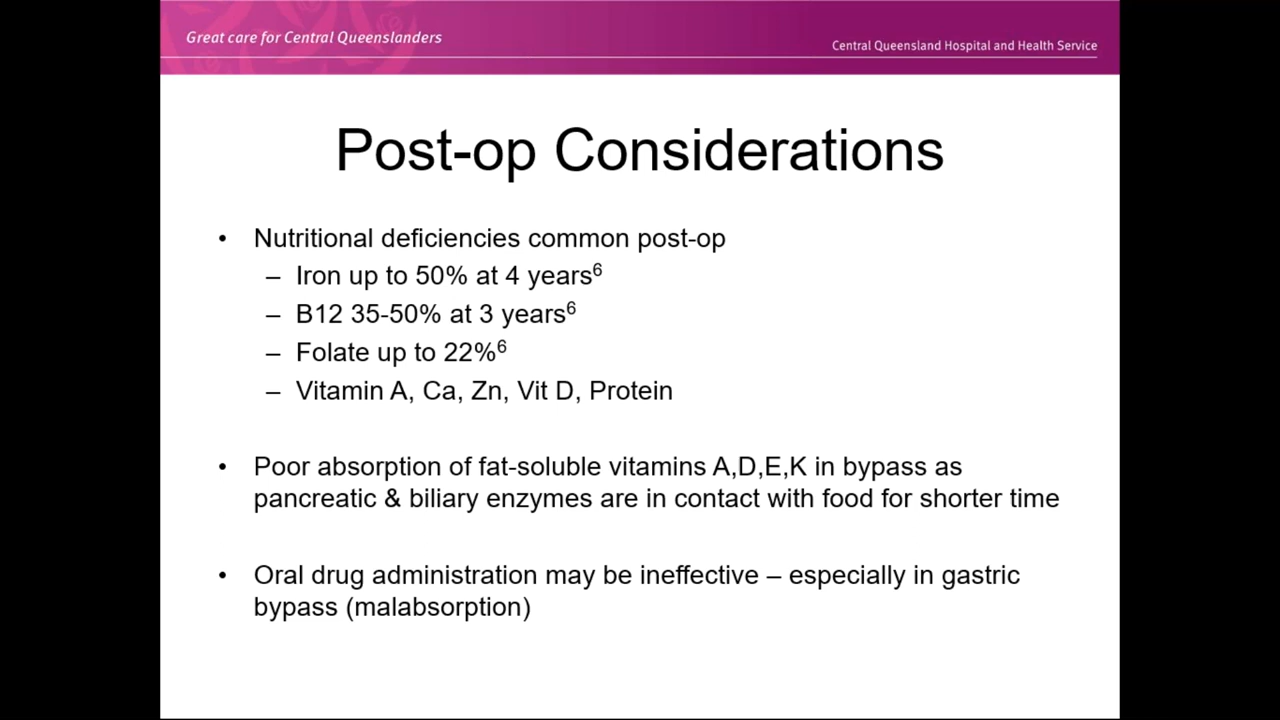 Great care for Central Queenslanders
Central Queensland Hospital and Health Service
Post-op Considerations
• Nutritional deficiencies common post-op
– Iron up to 50% at 4 years⁶
– B12 35-50% at 3 years⁶
– Folate up to 22%⁶
– Vitamin A, Ca, Zn, Vit D, Protein
• Poor absorption of fat-soluble vitamins A,D,E,K in bypass as
pancreatic & biliary enzymes are in contact with food for shorter time
• Oral drug administration may be ineffective – especially in gastric
bypass (malabsorption)